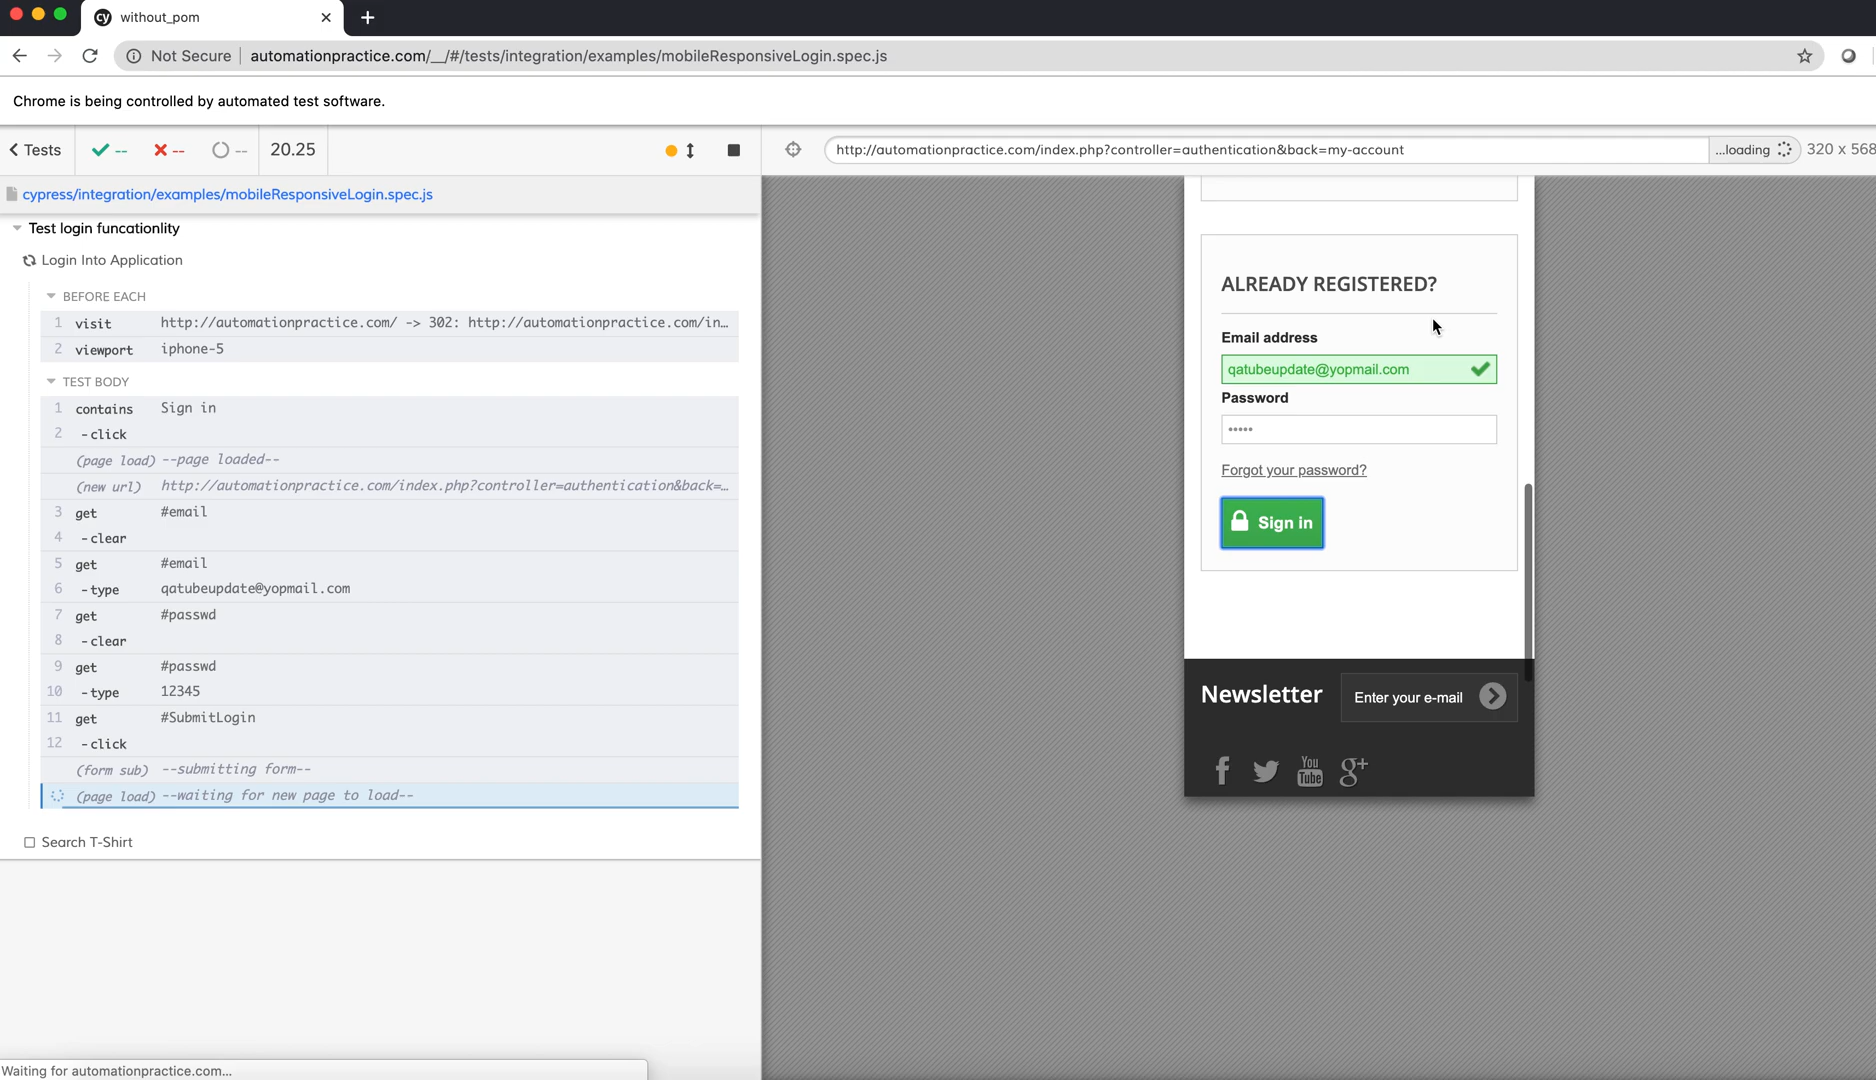 cy without_pom
Not Secure automationpractice.com/__/#/tests/integration/examples/mobileResponsiveLogin.spec.js
Chrome is being controlled by automated test software.
Tests -- -- -- 20.25
http://automationpractice.com/index.php?controller=authentication&back=my-account ...loading 320 x 568
cypress/integration/examples/mobileResponsiveLogin.spec.js
Test login funcationlity
Login Into Application
BEFORE EACH
1 visit http://automationpractice.com/ -> 302: http://automationpractice.com/in…
2 viewport iphone-5
TEST BODY
1 contains Sign in
2 -click
(page load) --page loaded--
(new url) http://automationpractice.com/index.php?controller=authentication&back=…
3 get #email
4 -clear
5 get #email
6 -type qatubeupdate@yopmail.com
7 get #passwd
8 -clear
9 get #passwd
10 -type 12345
11 get #SubmitLogin
12 -click
(form sub) --submitting form--
(page load) --waiting for new page to load--
Search T-Shirt
ALREADY REGISTERED?
Email address
qatubeupdate@yopmail.com
Password
•••••
Forgot your password?
Sign in
Newsletter Enter your e-mail
f You Tube g+
Waiting for automationpractice.com...